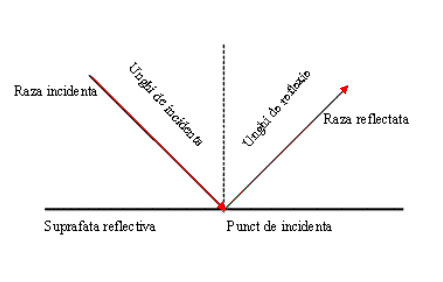 Unghi de incidenta
Unghi de reflexie
Raza incidenta
Raza reflectata
Suprafata reflectiva
Punct de incidenta